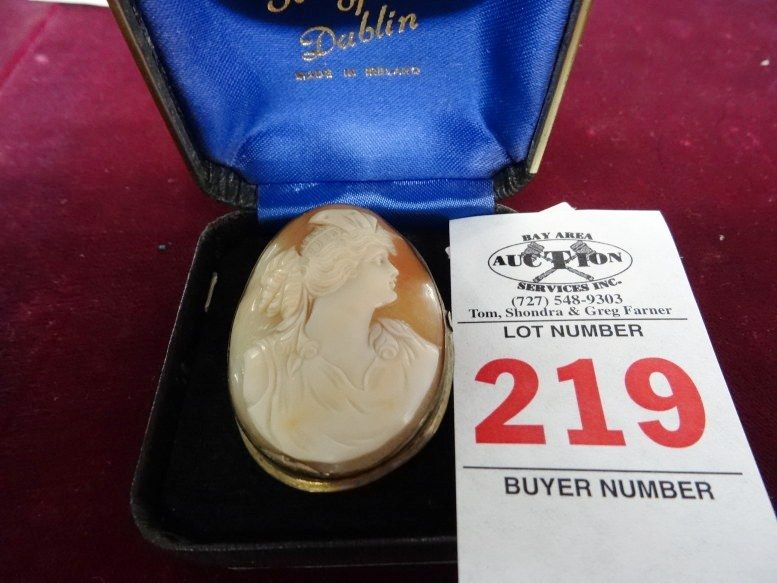 of
Dublin
MADE IN IRELAND
BAY AREA
AUCTION
SERVICES INC.
(727) 548-9303
Tom, Shondra & Greg Farner
LOT NUMBER
219
BUYER NUMBER